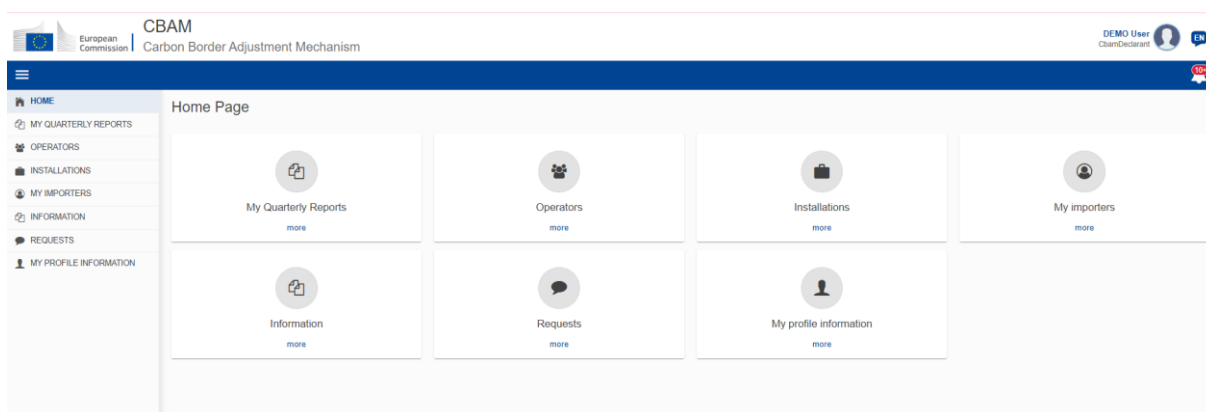 European
Commission
CBAM
Carbon Border Adjustment Mechanism
DEMO User
CbamDeclarant
EN
10+
HOME
MY QUARTERLY REPORTS
OPERATORS
INSTALLATIONS
MY IMPORTERS
INFORMATION
REQUESTS
MY PROFILE INFORMATION
Home Page
My Quarterly Reports
more
Operators
more
Installations
more
My importers
more
Information
more
Requests
more
My profile information
more